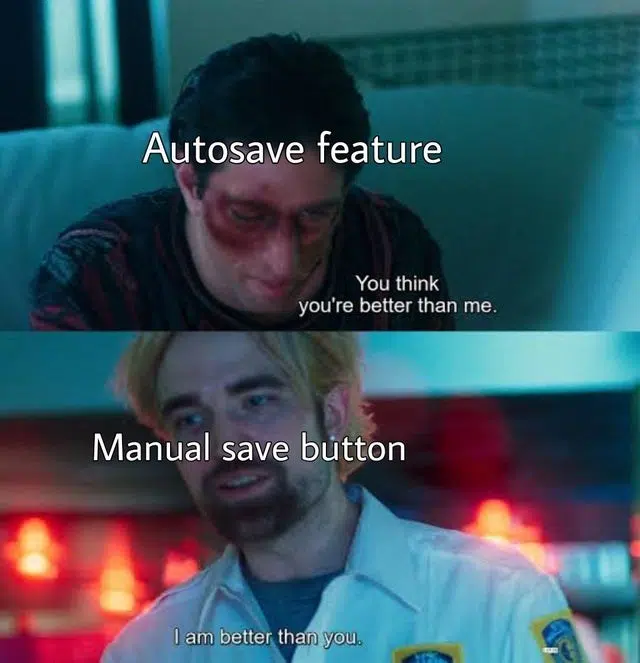 Autosave feature
You think
you're better than me.
Manual save button
I am better than you.